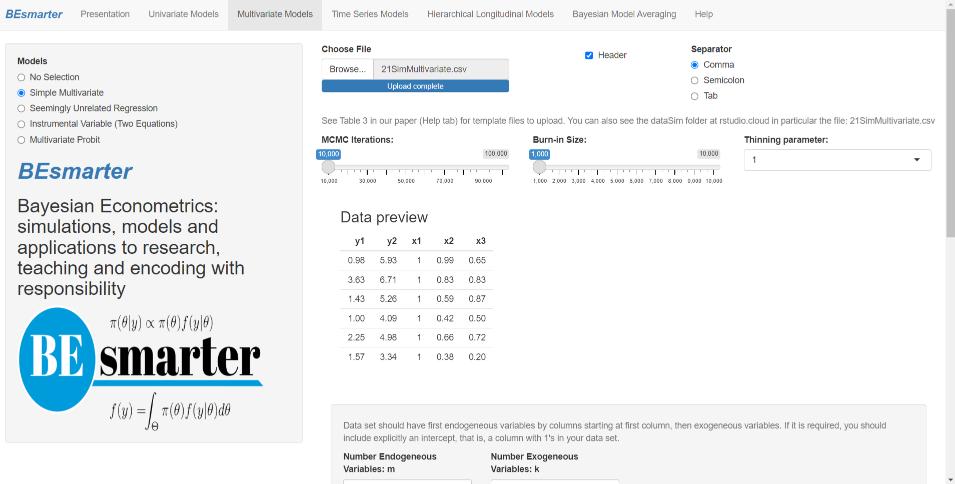 BEsmarter Presentation Univariate Models Multivariate Models Time Series Models Hierarchical Longitudinal Models Bayesian Model Averaging Help
Models
No Selection
Simple Multivariate
Seemingly Unrelated Regression
Instrumental Variable (Two Equations)
Multivariate Probit
BEsmarter
Bayesian Econometrics:
simulations, models and
applications to research,
teaching and encoding with
responsibility
π(θ|y) ∝ π(θ)f(y|θ)
BE smarter
f(y) = ∫Θ π(θ)f(y|θ)dθ
Choose File
Browse... 21SimMultivariate.csv
Upload complete
Header
Separator
Comma
Semicolon
Tab
See Table 3 in our paper (Help tab) for template files to upload. You can also see the dataSim folder at rstudio.cloud in particular the file: 21SimMultivariate.csv
MCMC Iterations:
10,000 100,000
10,000 30,000 50,000 70,000 90,000
Burn-in Size:
1,000 10,000
1,000 2,000 3,000 4,000 5,000 6,000 7,000 8,000 9,000 10,000
Thinning parameter:
1
Data preview
y1 y2 x1 x2 x3
0.98 5.93 1 0.99 0.65
3.63 6.71 1 0.83 0.83
1.43 5.26 1 0.59 0.87
1.00 4.09 1 0.42 0.50
2.25 4.98 1 0.66 0.72
1.57 3.34 1 0.38 0.20
Data set should have first endogeneous variables by columns starting at first column, then exogeneous variables. If it is required, you should
include explicitly an intercept, that is, a column with 1's in your data set.
Number Endogeneous
Variables: m
Number Exogeneous
Variables: k